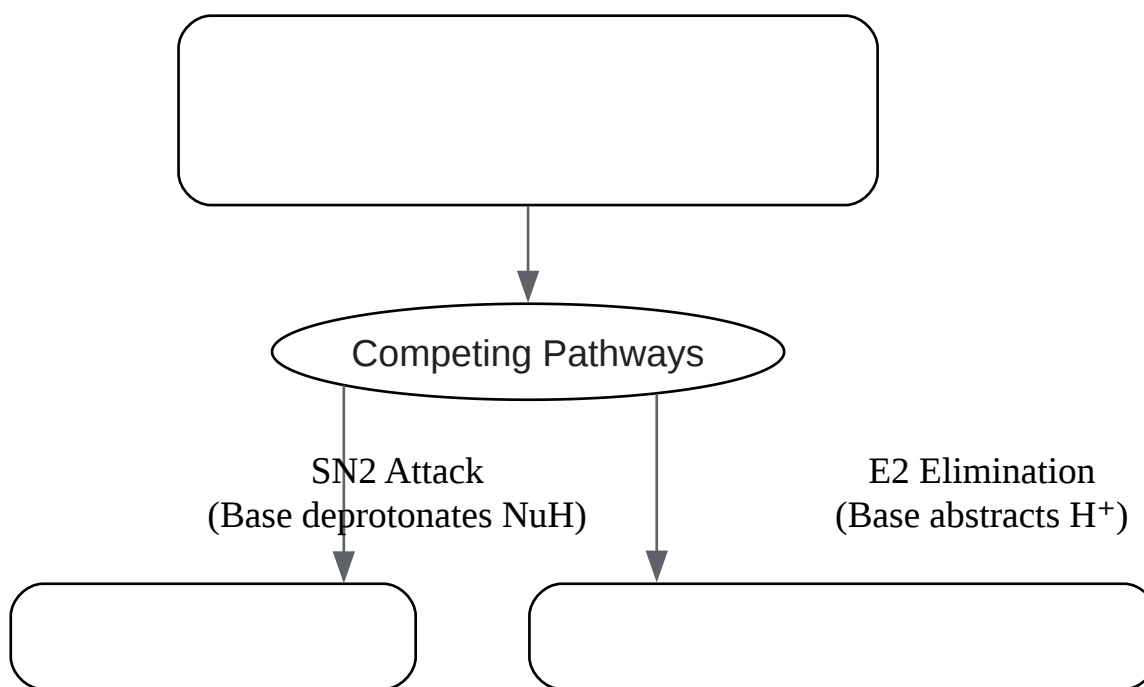 Competing Pathways
SN2 Attack
(Base deprotonates NuH)
E2 Elimination
(Base abstracts H⁺)